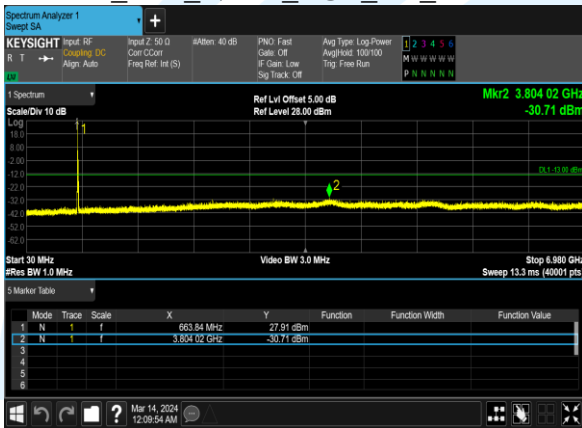 Spectrum Analyzer 1
Swept SA
KEYSIGHT
R T
LV
Input: RF
Coupling: DC
Align: Auto
Input Z: 50 Ω
Corr CCorr
Freq Ref: Int (S)
#Atten: 40 dB
PNO: Fast
Gate: Off
IF Gain: Low
Sig Track: Off
Avg Type: Log-Power
Avg|Hold: 100/100
Trig: Free Run
1 2 3 4 5 6
M W W W W W
P N N N N N
1 Spectrum
Scale/Div 10 dB
Ref Lvl Offset 5.00 dB
Ref Level 28.00 dBm
Mkr2 3.804 02 GHz
-30.71 dBm
Log
18.0
8.00
-2.00
-12.0
-22.0
-32.0
-42.0
-52.0
-62.0
1
2
DL1 -13.00 dBm
Start 30 MHz
#Res BW 1.0 MHz
Video BW 3.0 MHz
Stop 6.980 GHz
Sweep 13.3 ms (40001 pts
5 Marker Table
Mode Trace Scale X Y Function Function Width Function Value
1 N 1 f 663.84 MHz 27.91 dBm
2 N 1 f 3.804 02 GHz -30.71 dBm
3
4
5
6
?
Mar 14, 2024
12:09:54 AM